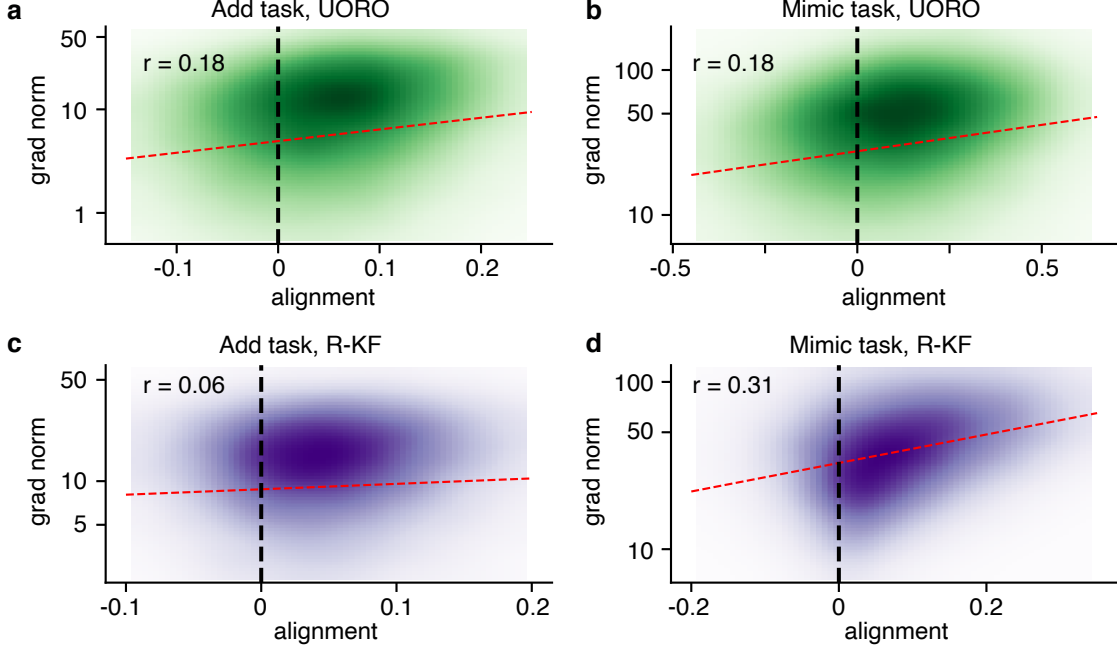 a
Add task, UORO
r = 0.18
grad norm
50
10
1
-0.1
0
0.1
0.2
alignment
b
Mimic task, UORO
r = 0.18
grad norm
100
50
10
-0.5
0
0.5
alignment
c
Add task, R-KF
r = 0.06
grad norm
50
10
5
-0.1
0
0.1
0.2
alignment
d
Mimic task, R-KF
r = 0.31
grad norm
100
50
10
-0.2
0
0.2
alignment